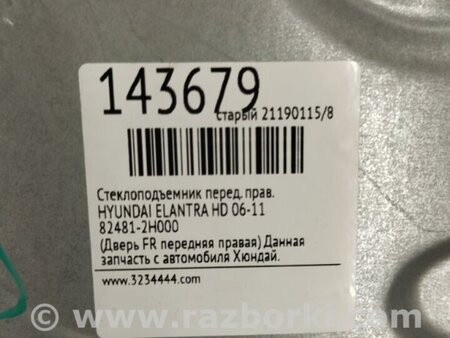 143679
старый 21190115/8
Стеклоподъемник перед. прав.
HYUNDAI ELANTRA HD 06-11
82481-2H000
(Дверь FR передняя правая) Данная
запчасть с автомобиля Хюндай.
www.3234444.com
© www.razborki.com